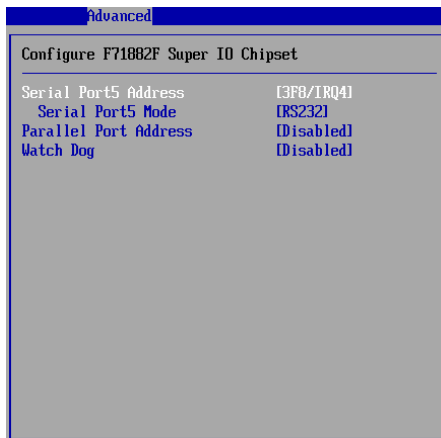 Advanced
Configure F71882F Super IO Chipset
Serial Port5 Address [3F8/IRQ4]
Serial Port5 Mode [RS232]
Parallel Port Address [Disabled]
Watch Dog [Disabled]